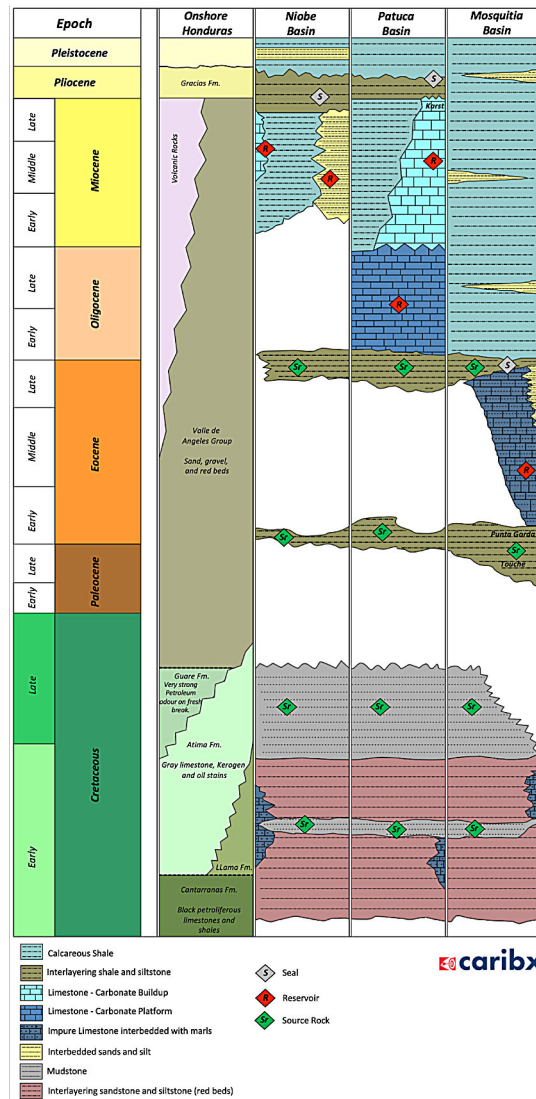 Epoch
Onshore
Honduras
Niobe
Basin
Patuca
Basin
Mosquitia
Basin
Pleistocene
Pliocene
Gracias Fm.
S
S
Late
Middle
Early
Miocene
Volcanic Rocks
Karst
R
R
R
Late
Early
Oligocene
R
Late
Middle
Early
Eocene
Sr
Sr
Sr
S
Valle de
Angeles Group
Sand, gravel,
and red beds
R
Sr
Sr
Punta Gorda
Sr
Touche
Late
Early
Paleocene
Late
Early
Cretaceous
Guare Fm.
Very strong
Petroleum
odour on fresh
break.
Sr
Sr
Sr
Atima Fm.
Gray limestone, Kerogen
and oil stains
Sr
Sr
Sr
LLama Fm.
Cantarranas Fm.
Black petroliferous
limestones and
shales
Calcareous Shale
Interlayering shale and siltstone
Limestone - Carbonate Buildup
Limestone - Carbonate Platform
Impure Limestone interbedded with marls
Interbedded sands and silt
Mudstone
Interlayering sandstone and siltstone (red beds)
S Seal
R Reservoir
Sr Source Rock
caribx